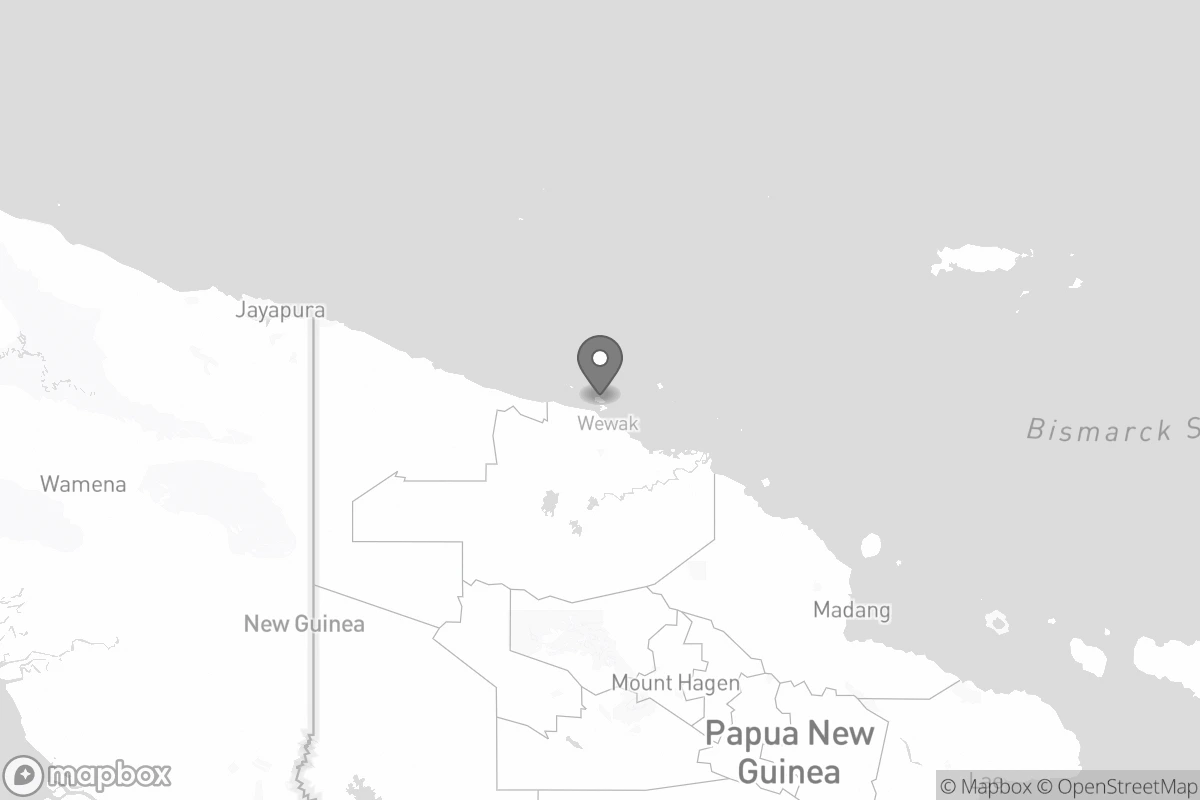 Jayapura
Wewak
Bismarck S
Wamena
Madang
New Guinea
Mount Hagen
Papua New
Guinea
mapbox
© Mapbox © OpenStreetMap